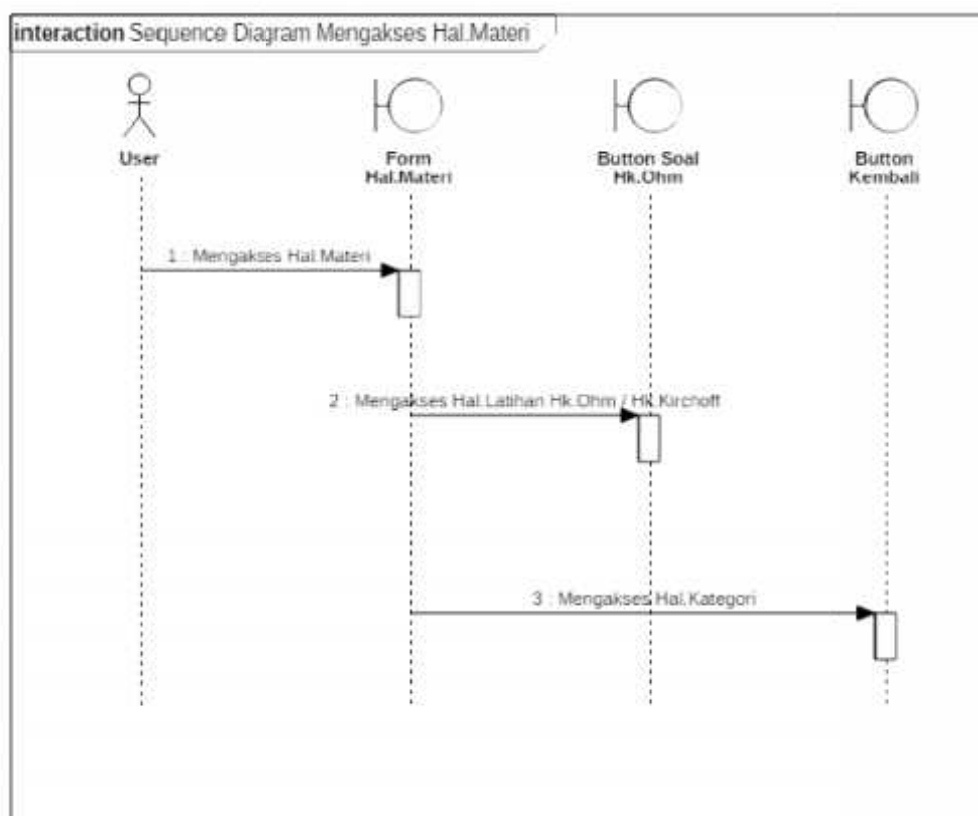 interaction Sequence Diagram Mengakses Hal.Materi
User
Form
Hal.Materi
Button Soal
Hk.Ohm
Button
Kembali
1 : Mengakses Hal.Materi
2 : Mengakses Hal.Latihan Hk.Ohm / Hk.Kirchoff
3 : Mengakses Hal.Kategori